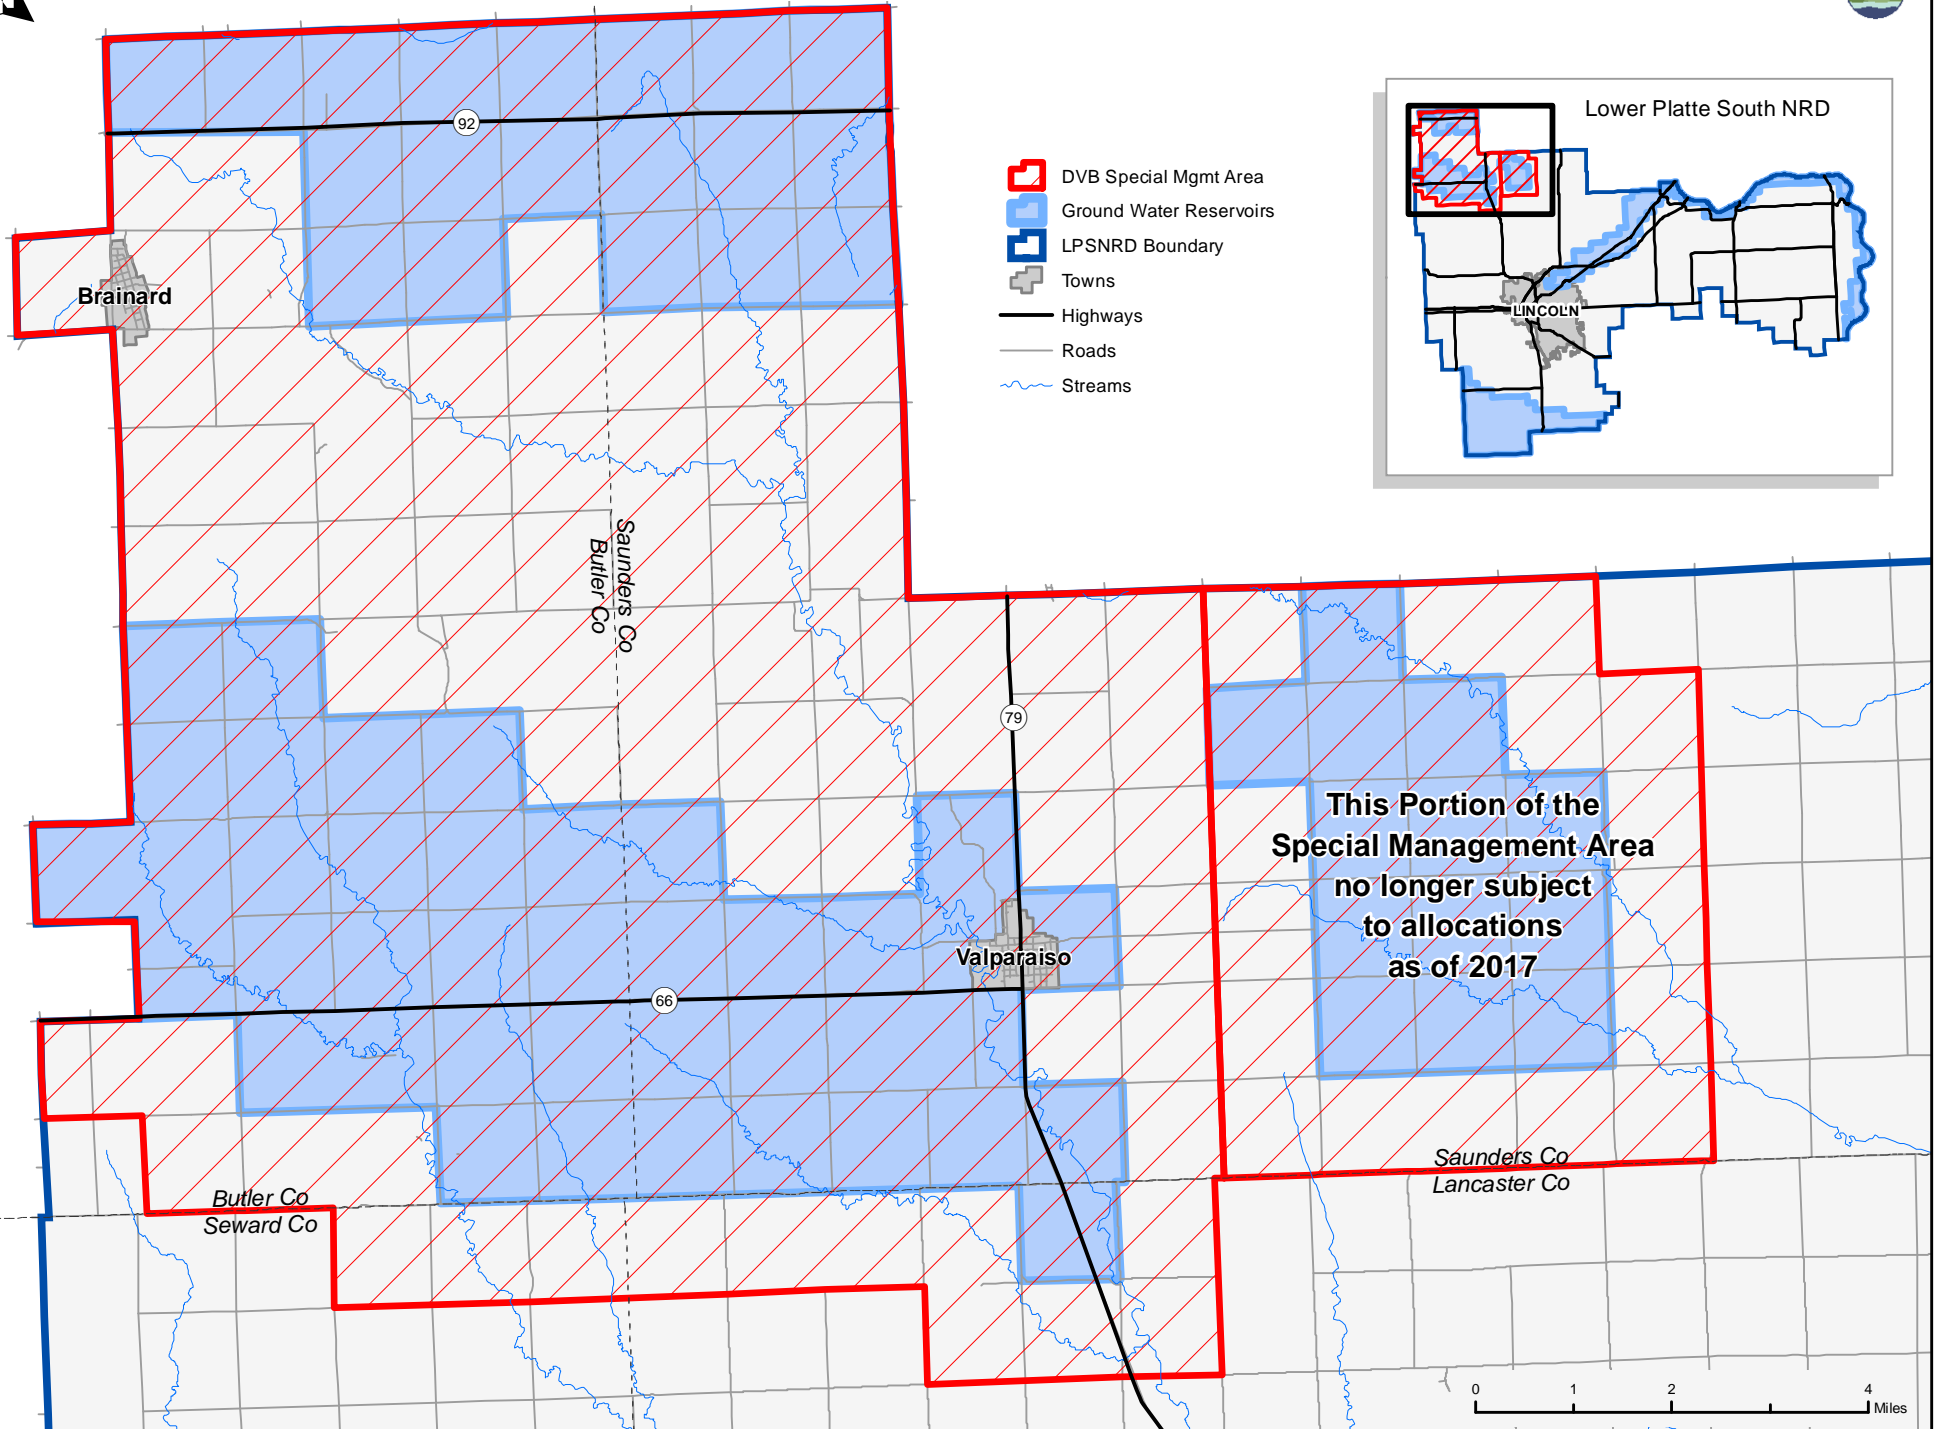 92
Brainard
DVB Special Mgmt Area
Ground Water Reservoirs
LPSNRD Boundary
Towns
Highways
Roads
Streams
Lower Platte South NRD
LINCOLN
Saunders Co
Butler Co
79
This Portion of the
Special Management Area
no longer subject
to allocations
as of 2017
Valparaiso
66
Saunders Co
Lancaster Co
Butler Co
Seward Co
0 1 2 4
Miles